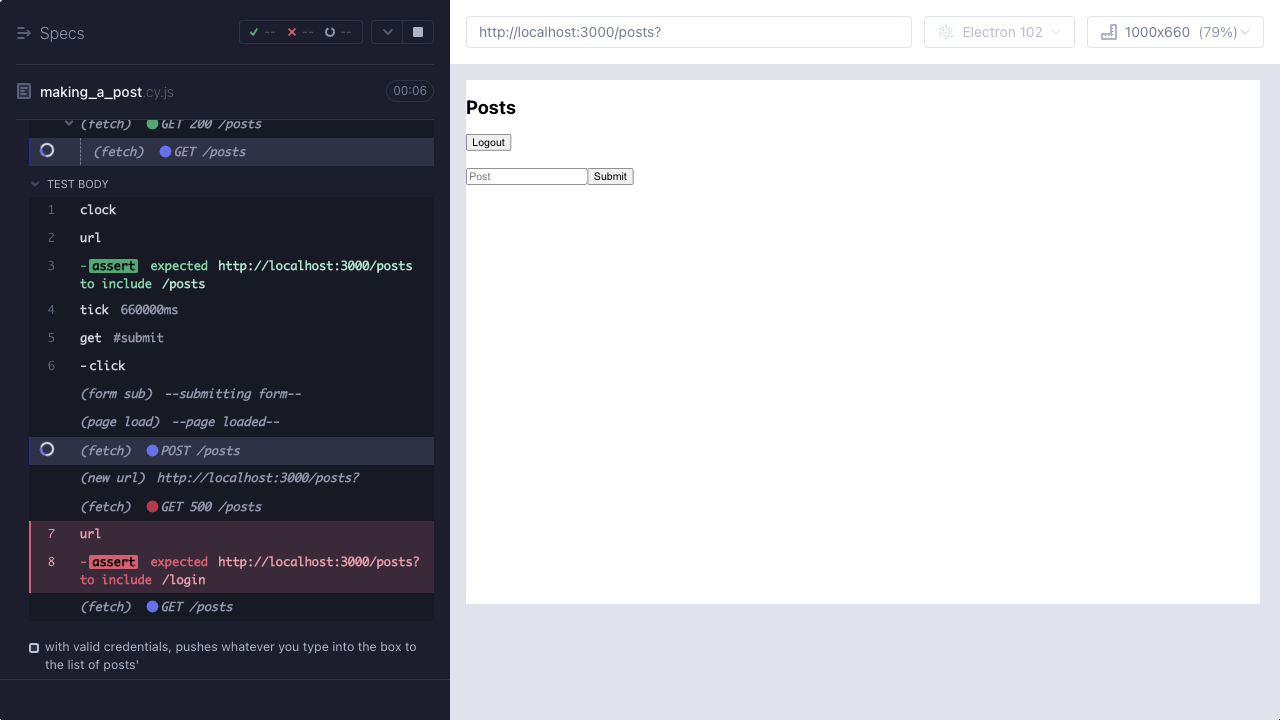 Specs
-- -- --
making_a_post.cy.js 00:06
(fetch) GET 200 /posts
(fetch) GET /posts
TEST BODY
1 clock
2 url
3 -assert expected http://localhost:3000/posts
to include /posts
4 tick 660000ms
5 get #submit
6 -click
(form sub) --submitting form--
(page load) --page loaded--
(fetch) POST /posts
(new url) http://localhost:3000/posts?
(fetch) GET 500 /posts
7 url
8 -assert expected http://localhost:3000/posts?
to include /login
(fetch) GET /posts
with valid credentials, pushes whatever you type into the box to
the list of posts'
http://localhost:3000/posts?
Electron 102
1000x660 (79%)
Posts
Logout
Post Submit